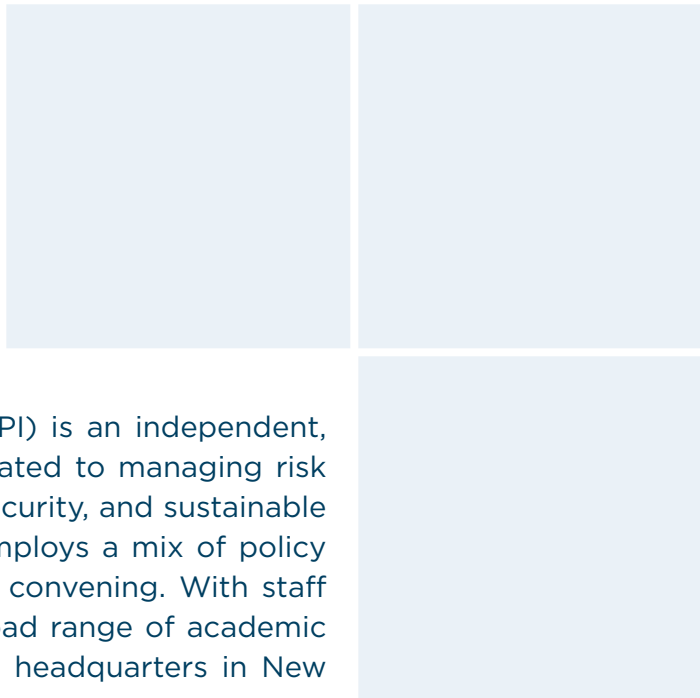 PI) is an independent,
ated to managing risk
curity, and sustainable
mploys a mix of policy
convening. With staff
ad range of academic
headquarters in New